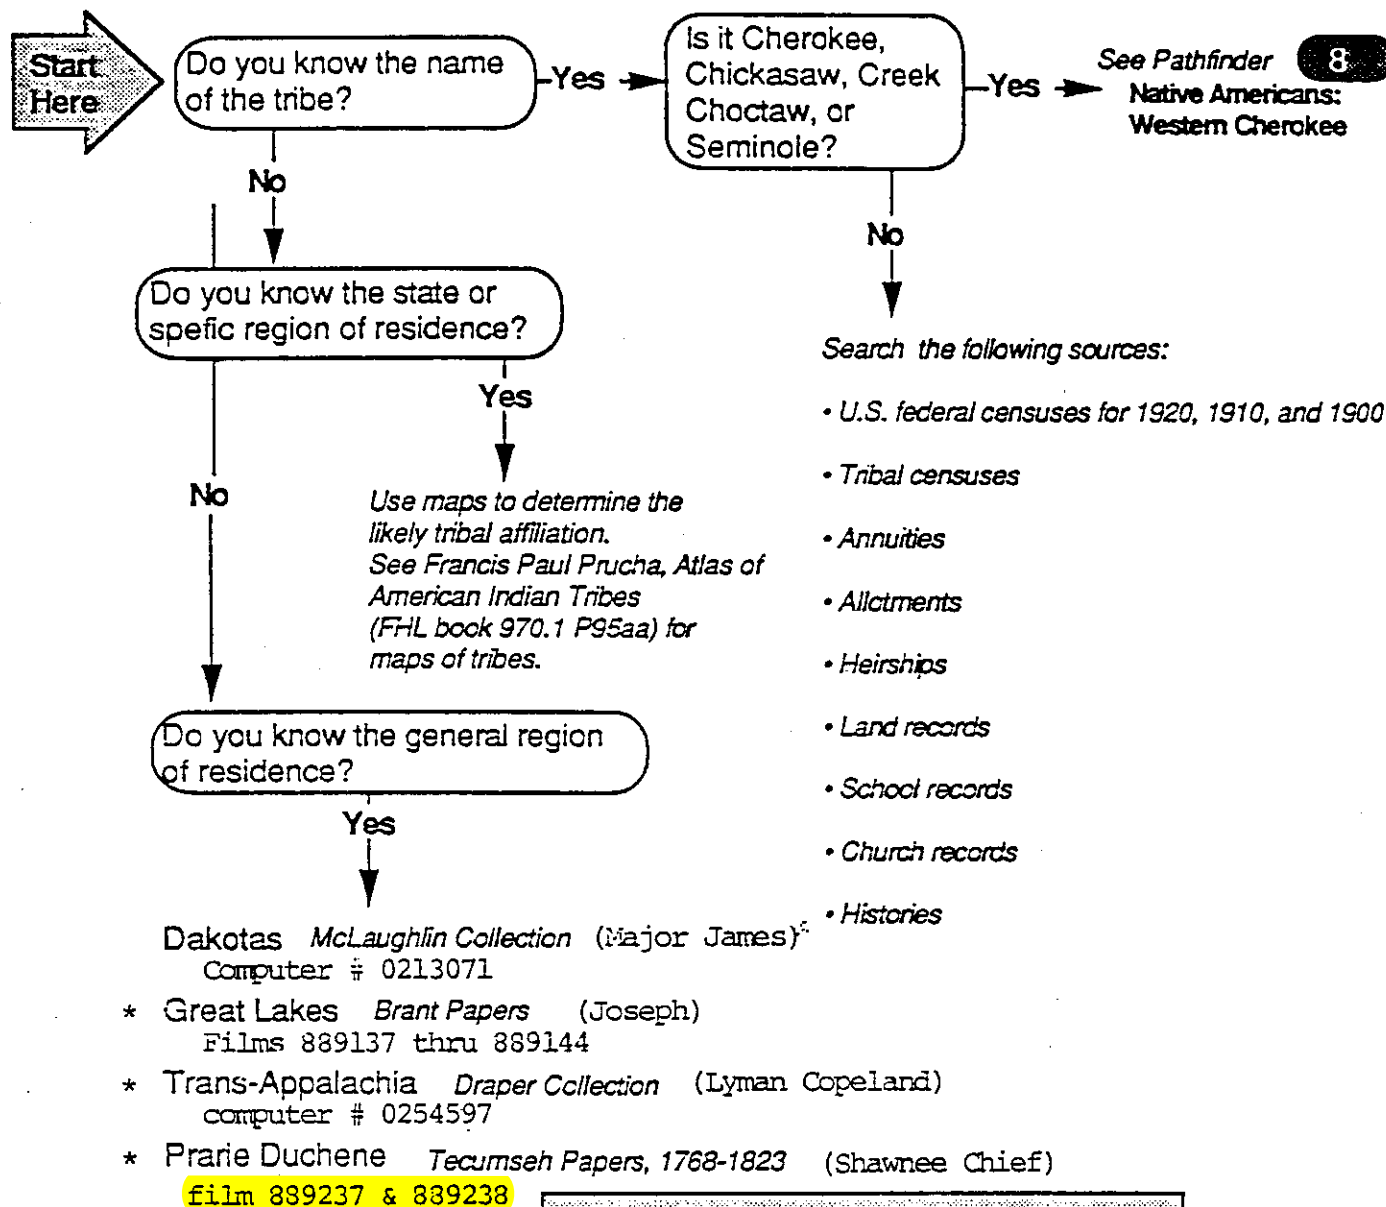 Start
Here
Do you know the name
of the tribe?
Yes
Is it Cherokee,
Chickasaw, Creek
Choctaw, or
Seminole?
Yes
See Pathfinder 8
Native Americans:
Western Cherokee
No
No
Do you know the state or
spefic region of residence?
Yes
No
Use maps to determine the
likely tribal affiliation.
See Francis Paul Prucha, Atlas of
American Indian Tribes
(FHL book 970.1 P95aa) for
maps of tribes.
Search the following sources:
• U.S. federal censuses for 1920, 1910, and 1900
• Tribal censuses
• Annuities
• Allotments
• Heirships
• Land records
• School records
• Church records
• Histories
Do you know the general region
of residence?
Yes
Dakotas McLaughlin Collection (Major James)
Computer # 0213071
* Great Lakes Brant Papers (Joseph)
Films 889137 thru 889144
* Trans-Appalachia Draper Collection (Lyman Copeland)
computer # 0254597
* Prarie Duchene Tecumseh Papers, 1768-1823 (Shawnee Chief)
film 889237 & 889238